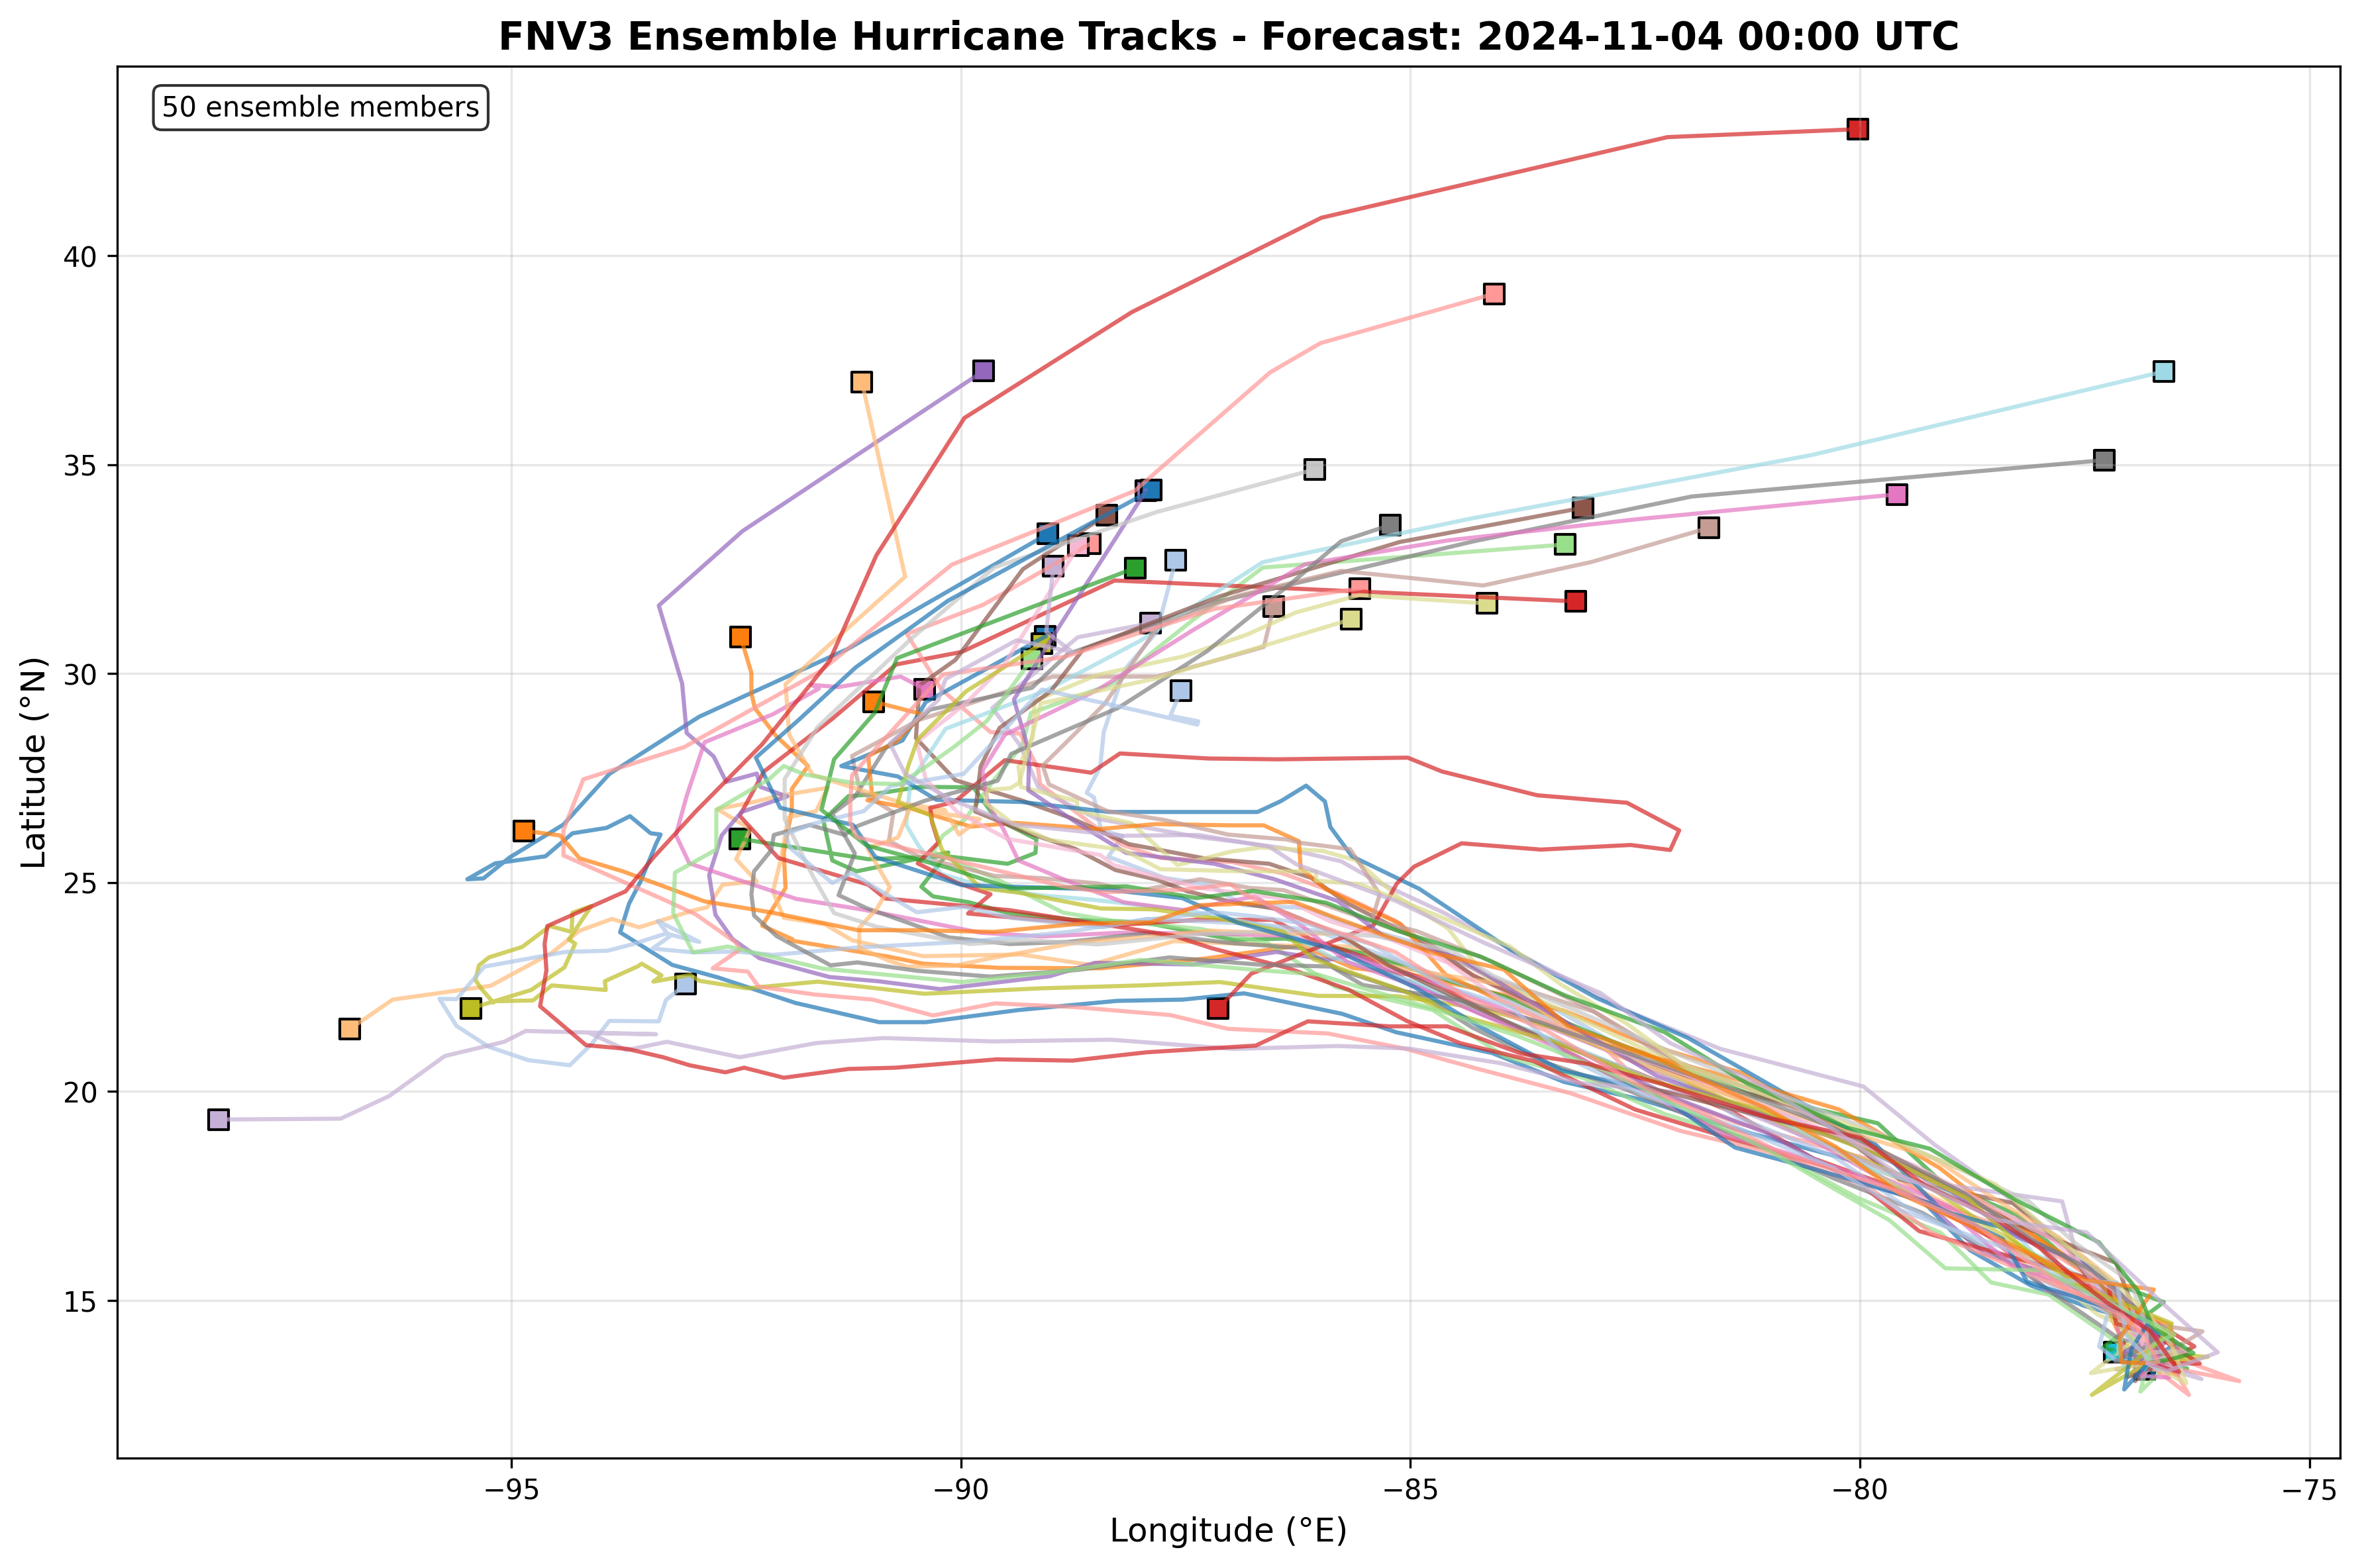 FNV3 Ensemble Hurricane Tracks - Forecast: 2024-11-04 00:00 UTC
50 ensemble members
Latitude (°N)
40
35
30
25
20
15
−95
−90
−85
−80
−75
Longitude (°E)